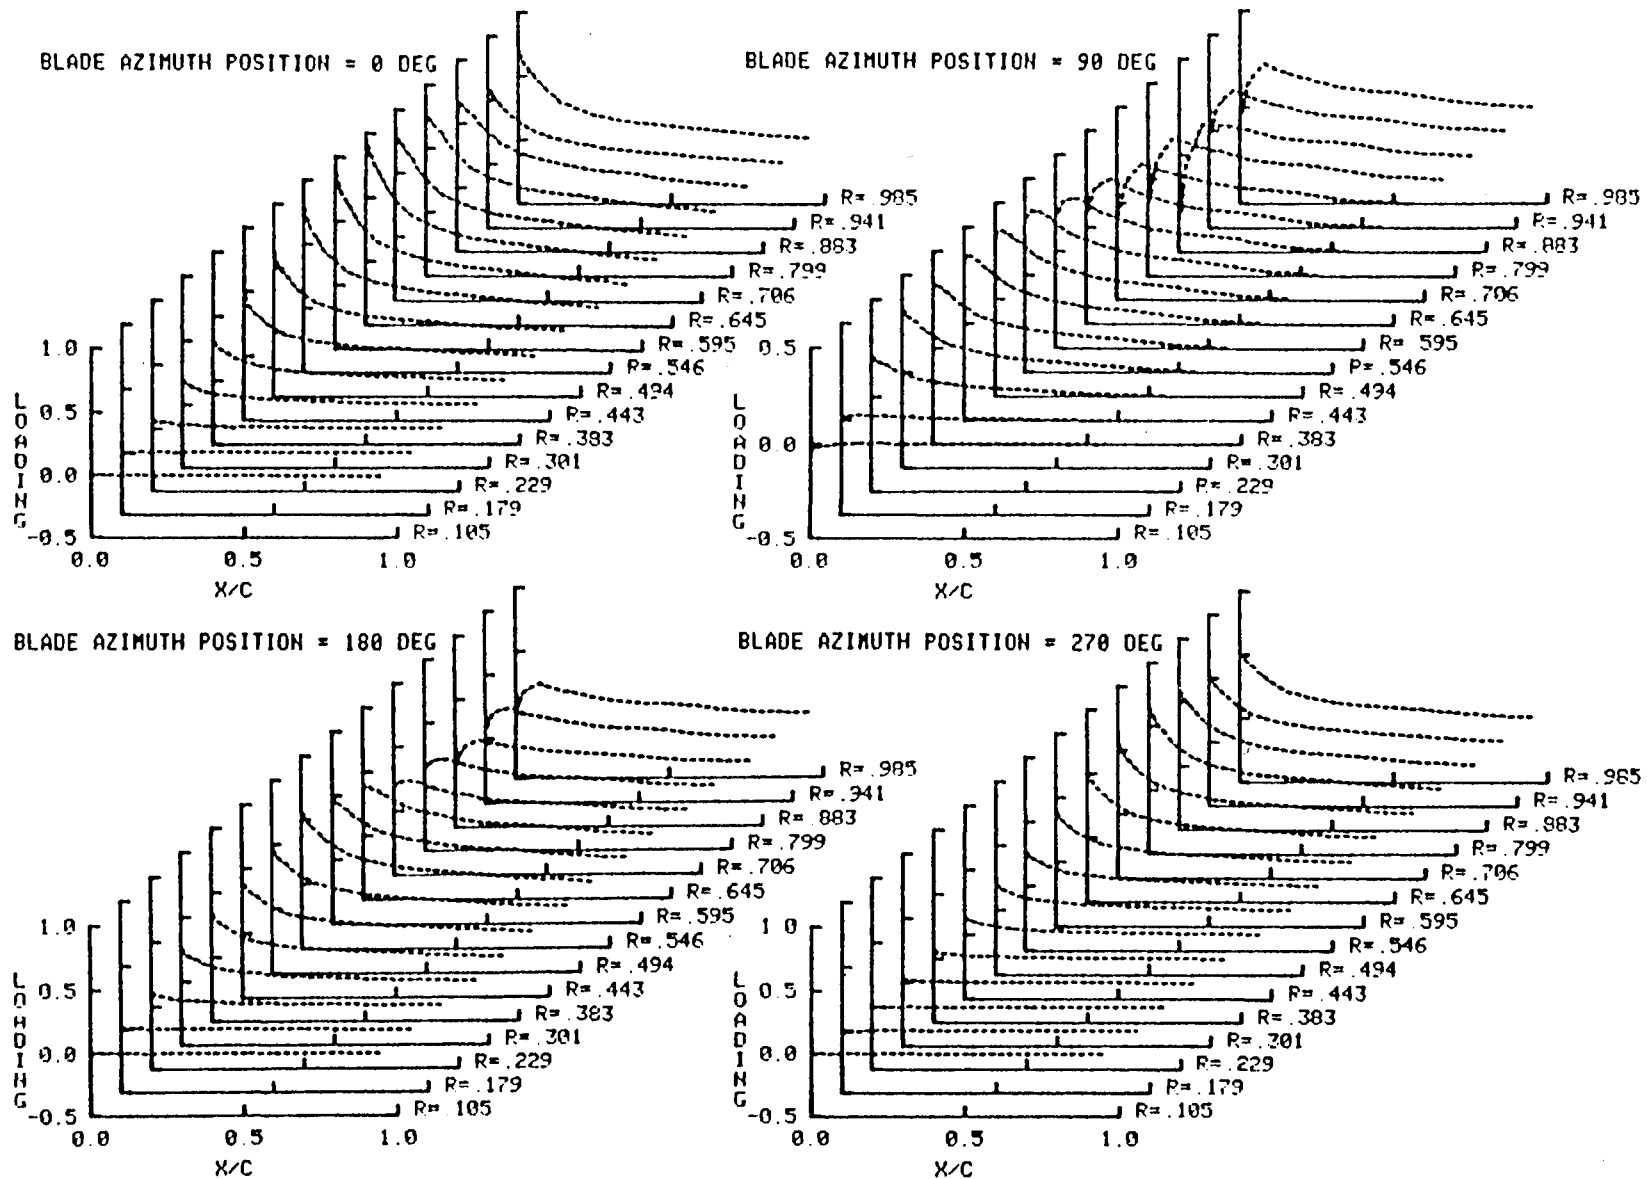 BLADE AZIMUTH POSITION = 0 DEG
R=.985
R=.941
R=.883
R=.799
R=.706
R=.645
R=.595
R=.546
R=.494
R=.443
R=.383
R=.301
R=.229
R=.179
R=.105
LOADING
1.0
0.5
0.0
-0.5
0.0 0.5 1.0
X/C
BLADE AZIMUTH POSITION = 90 DEG
R=.985
R=.941
R=.883
R=.799
R=.706
R=.645
R= 595
R=.546
R=.494
R=.443
R=.383
R=.301
R=.229
R=.179
R=.105
LOADING
0.5
0.0
-0.5
0.0 0.5 1.0
X/C
BLADE AZIMUTH POSITION = 180 DEG
R=.985
R=.941
R=.883
R=.799
R=.706
R=.645
R=.595
R=.546
R=.494
R=.443
R=.383
R=.301
R=.229
R=.179
R=.105
LOADING
1.0
0.5
0.0
-0.5
0.0 0.5 1.0
X/C
BLADE AZIMUTH POSITION = 270 DEG
R=.985
R=.941
R=.883
R=.799
R=.706
R=.645
R=.595
R=.546
R=.494
R=.443
R=.383
R=.301
R=.229
R=.179
R=.105
LOADING
1.0
0.5
0.0
-0.5
0.0 0.5 1.0
X/C